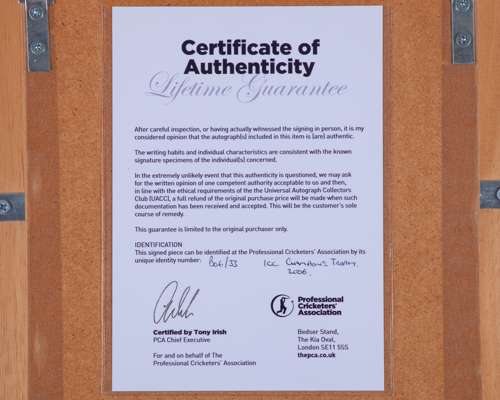 Certificate of
Authenticity
Lifetime Guarantee
After careful inspection, or having actually witnessed the signing in person, it is my
considered opinion that the autograph(s) included in this item is (are) authentic.
The writing habits and individual characteristics are consistent with the known
signature specimens of the individual(s) concerned.
In the extremely unlikely event that this authenticity is questioned, we may ask
for the written opinion of one competent authority acceptable to us and then,
in line with the ethical requirements of the Universal Autograph Collectors
Club (UACC), a full refund of the original purchase price will be made when such
documentation has been received and accepted. This will be the customer's sole
course of remedy.
This guarantee is limited to the original purchaser only.
IDENTIFICATION
This signed piece can be identified at the Professional Cricketers' Association by its
unique identity number: ICC Champions Trophy
2006.
Professional
Cricketers'
Association
Certified by Tony Irish
PCA Chief Executive
Bedser Stand,
The Kia Oval,
London SE11 5SS
thepca.co.uk
For and on behalf of The
Professional Cricketers' Association